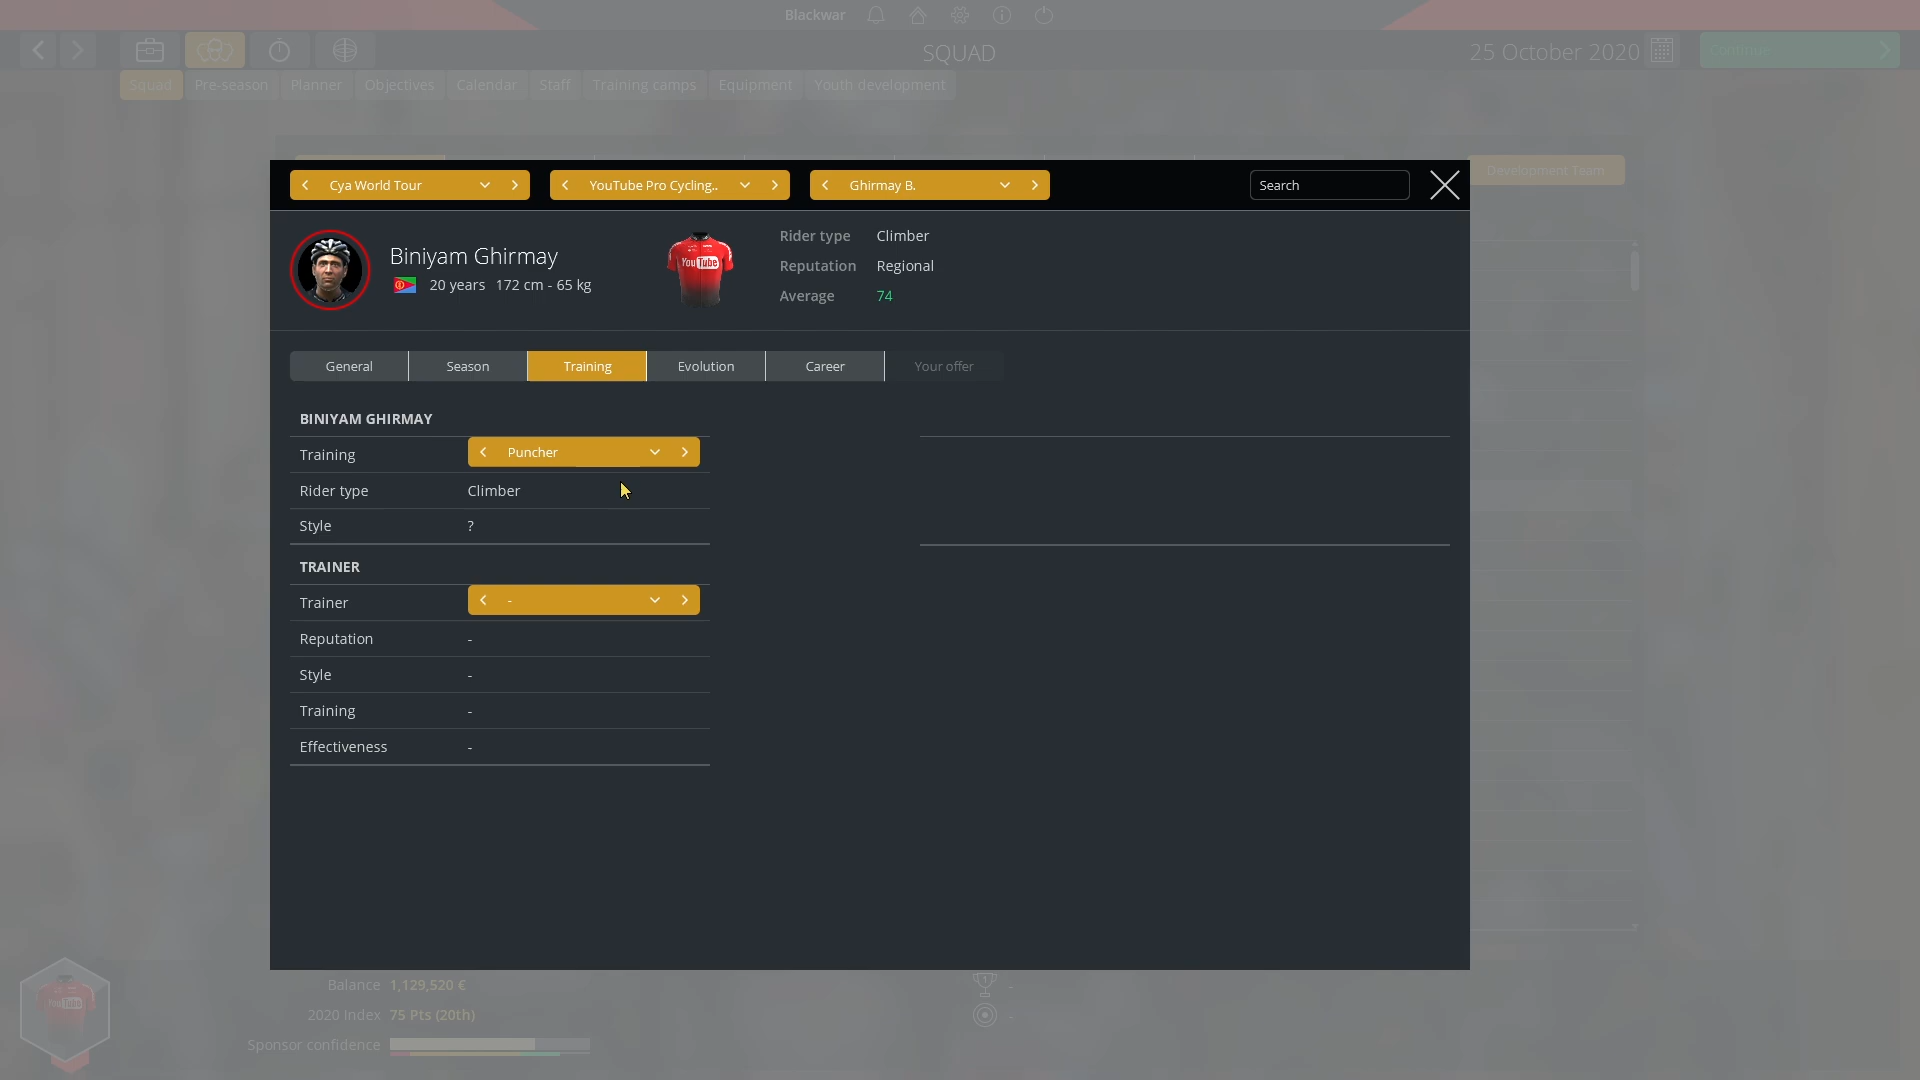 Blackwar
SQUAD
25 October 2020
Continue
Squad
Pre-season
Planner
Objectives
Calendar
Staff
Training camps
Equipment
Youth development
Development Team
Cya World Tour
YouTube Pro Cycling..
Ghirmay B.
Search
Biniyam Ghirmay
20 years 172 cm - 65 kg
YouTube
Rider type Climber
Reputation Regional
Average 74
General
Season
Training
Evolution
Career
Your offer
BINIYAM GHIRMAY
Training Puncher
Rider type Climber
Style ?
TRAINER
Trainer -
Reputation -
Style -
Training -
Effectiveness -
YouTube
Balance 1,129,520 €
2020 Index 75 Pts (20th)
Sponsor confidence
-
-